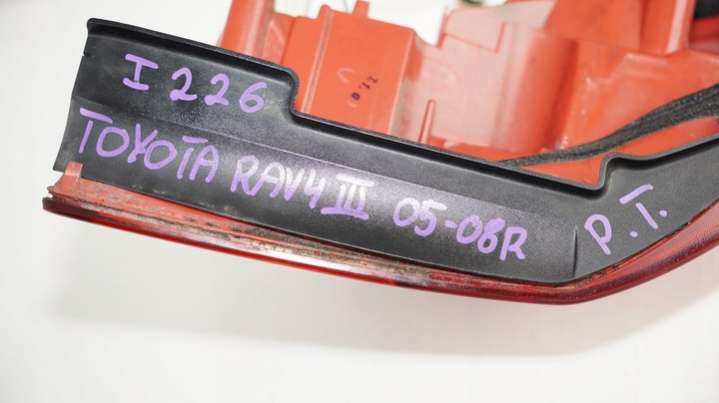 I 226
TOYOTA RAV4 III 05-08R
P.T.